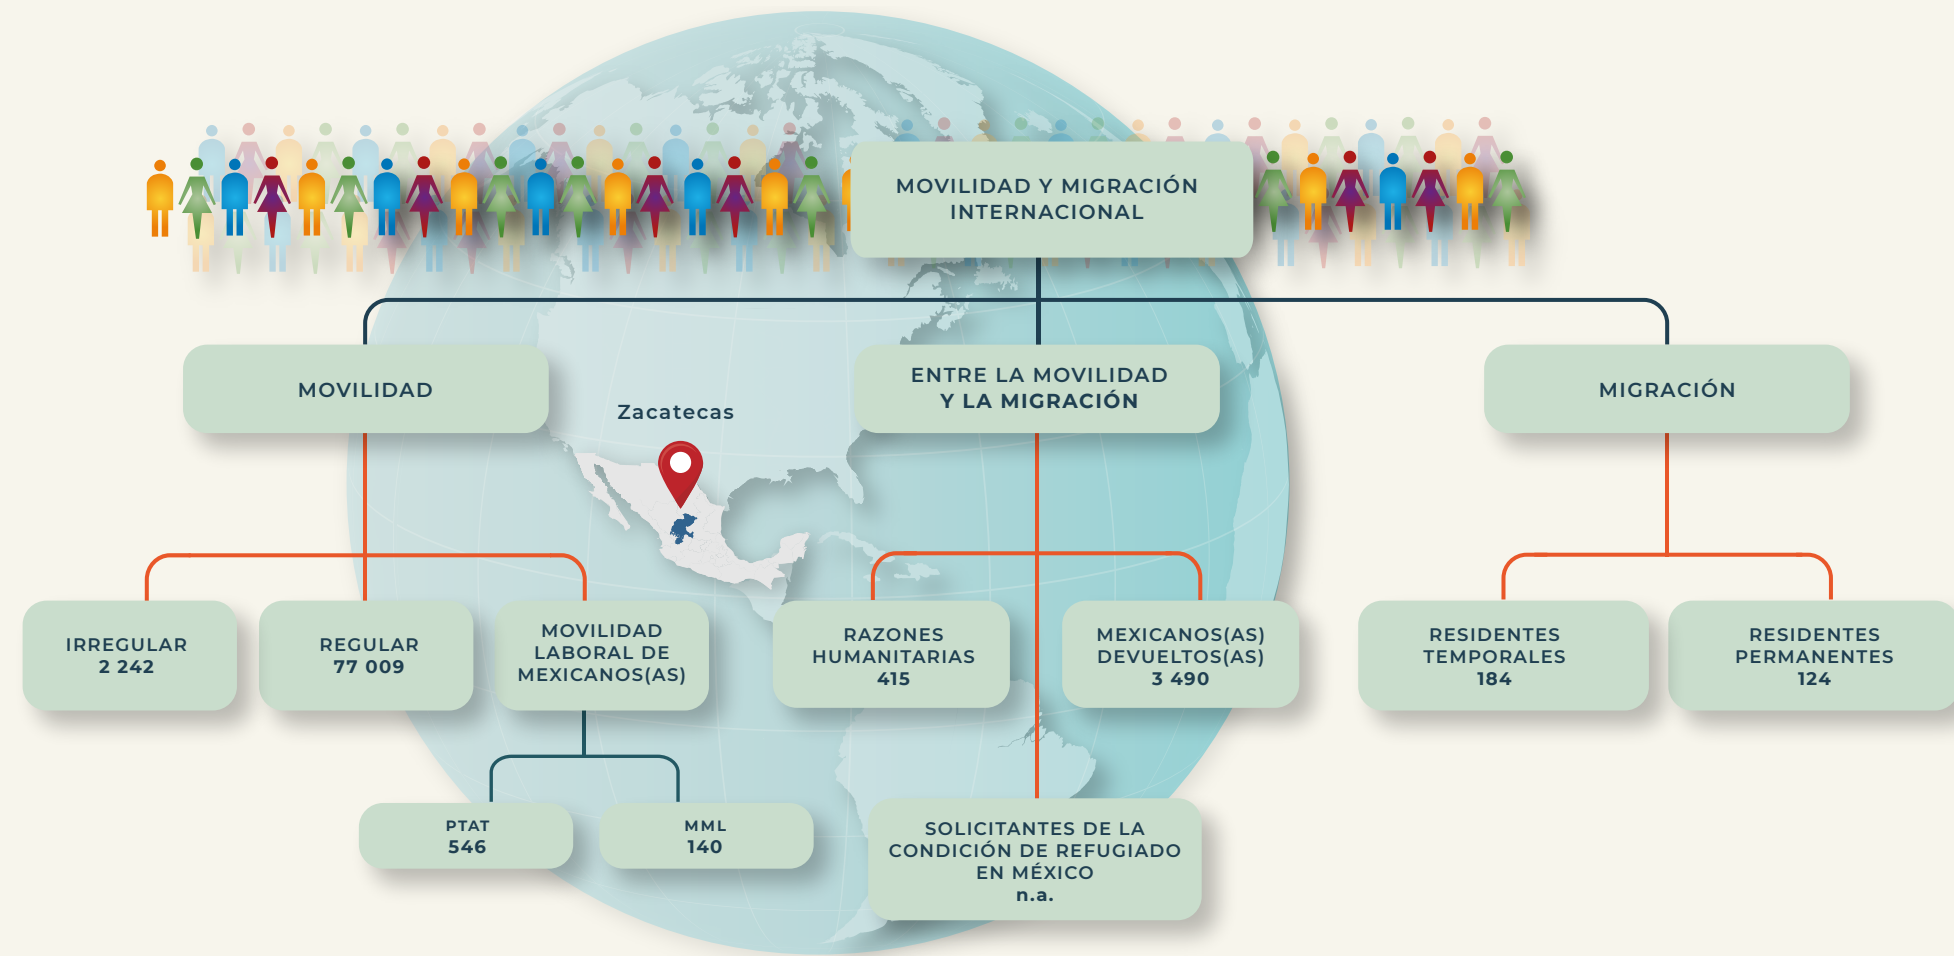 MOVILIDAD Y MIGRACIÓN
INTERNACIONAL
MOVILIDAD
ENTRE LA MOVILIDAD
Y LA MIGRACIÓN
MIGRACIÓN
Zacatecas
IRREGULAR
2 242
REGULAR
77 009
MOVILIDAD
LABORAL DE
MEXICANOS(AS)
RAZONES
HUMANITARIAS
415
MEXICANOS(AS)
DEVUELTOS(AS)
3 490
RESIDENTES
TEMPORALES
184
RESIDENTES
PERMANENTES
124
PTAT
546
MML
140
SOLICITANTES DE LA
CONDICIÓN DE REFUGIADO
EN MÉXICO
n.a.